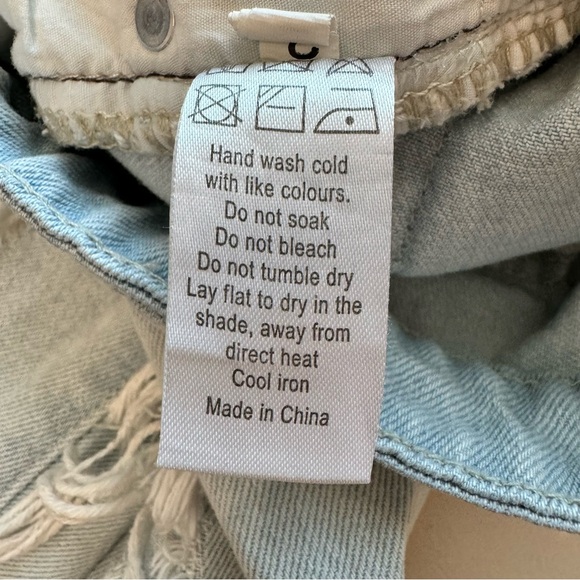 Hand wash cold
with like colours.
Do not soak
Do not bleach
Do not tumble dry
Lay flat to dry in the
shade, away from
direct heat
Cool iron
Made in China